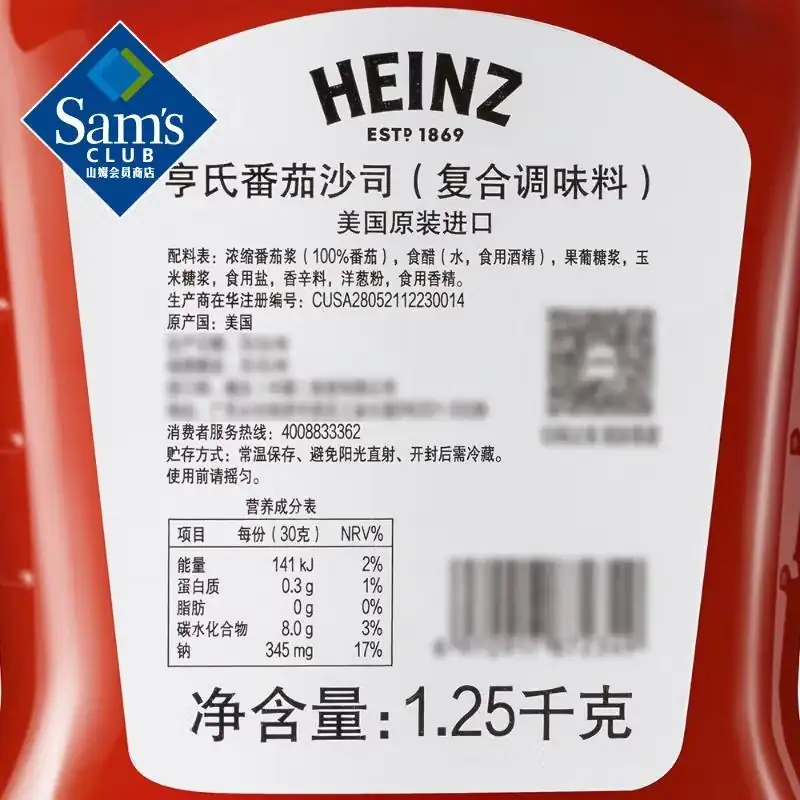 Sam's
CLUB
山姆会员商店
HEINZ
ESTD 1869
亨氏番茄沙司（复合调味料）
美国原装进口
配料表：浓缩番茄浆（100%番茄），食醋（水，食用酒精），果葡糖浆，玉
米糖浆，食用盐，香辛料，洋葱粉，食用香精。
生产商在华注册编号：CUSA28052112230014
原产国：美国
消费者服务热线：4008833362
贮存方式：常温保存、避免阳光直射、开封后需冷藏。
使用前请摇匀。
营养成分表
项目 每份（30克） NRV%
能量 141 kJ 2%
蛋白质 0.3 g 1%
脂肪 0 g 0%
碳水化合物 8.0 g 3%
钠 345 mg 17%
净含量：1.25千克